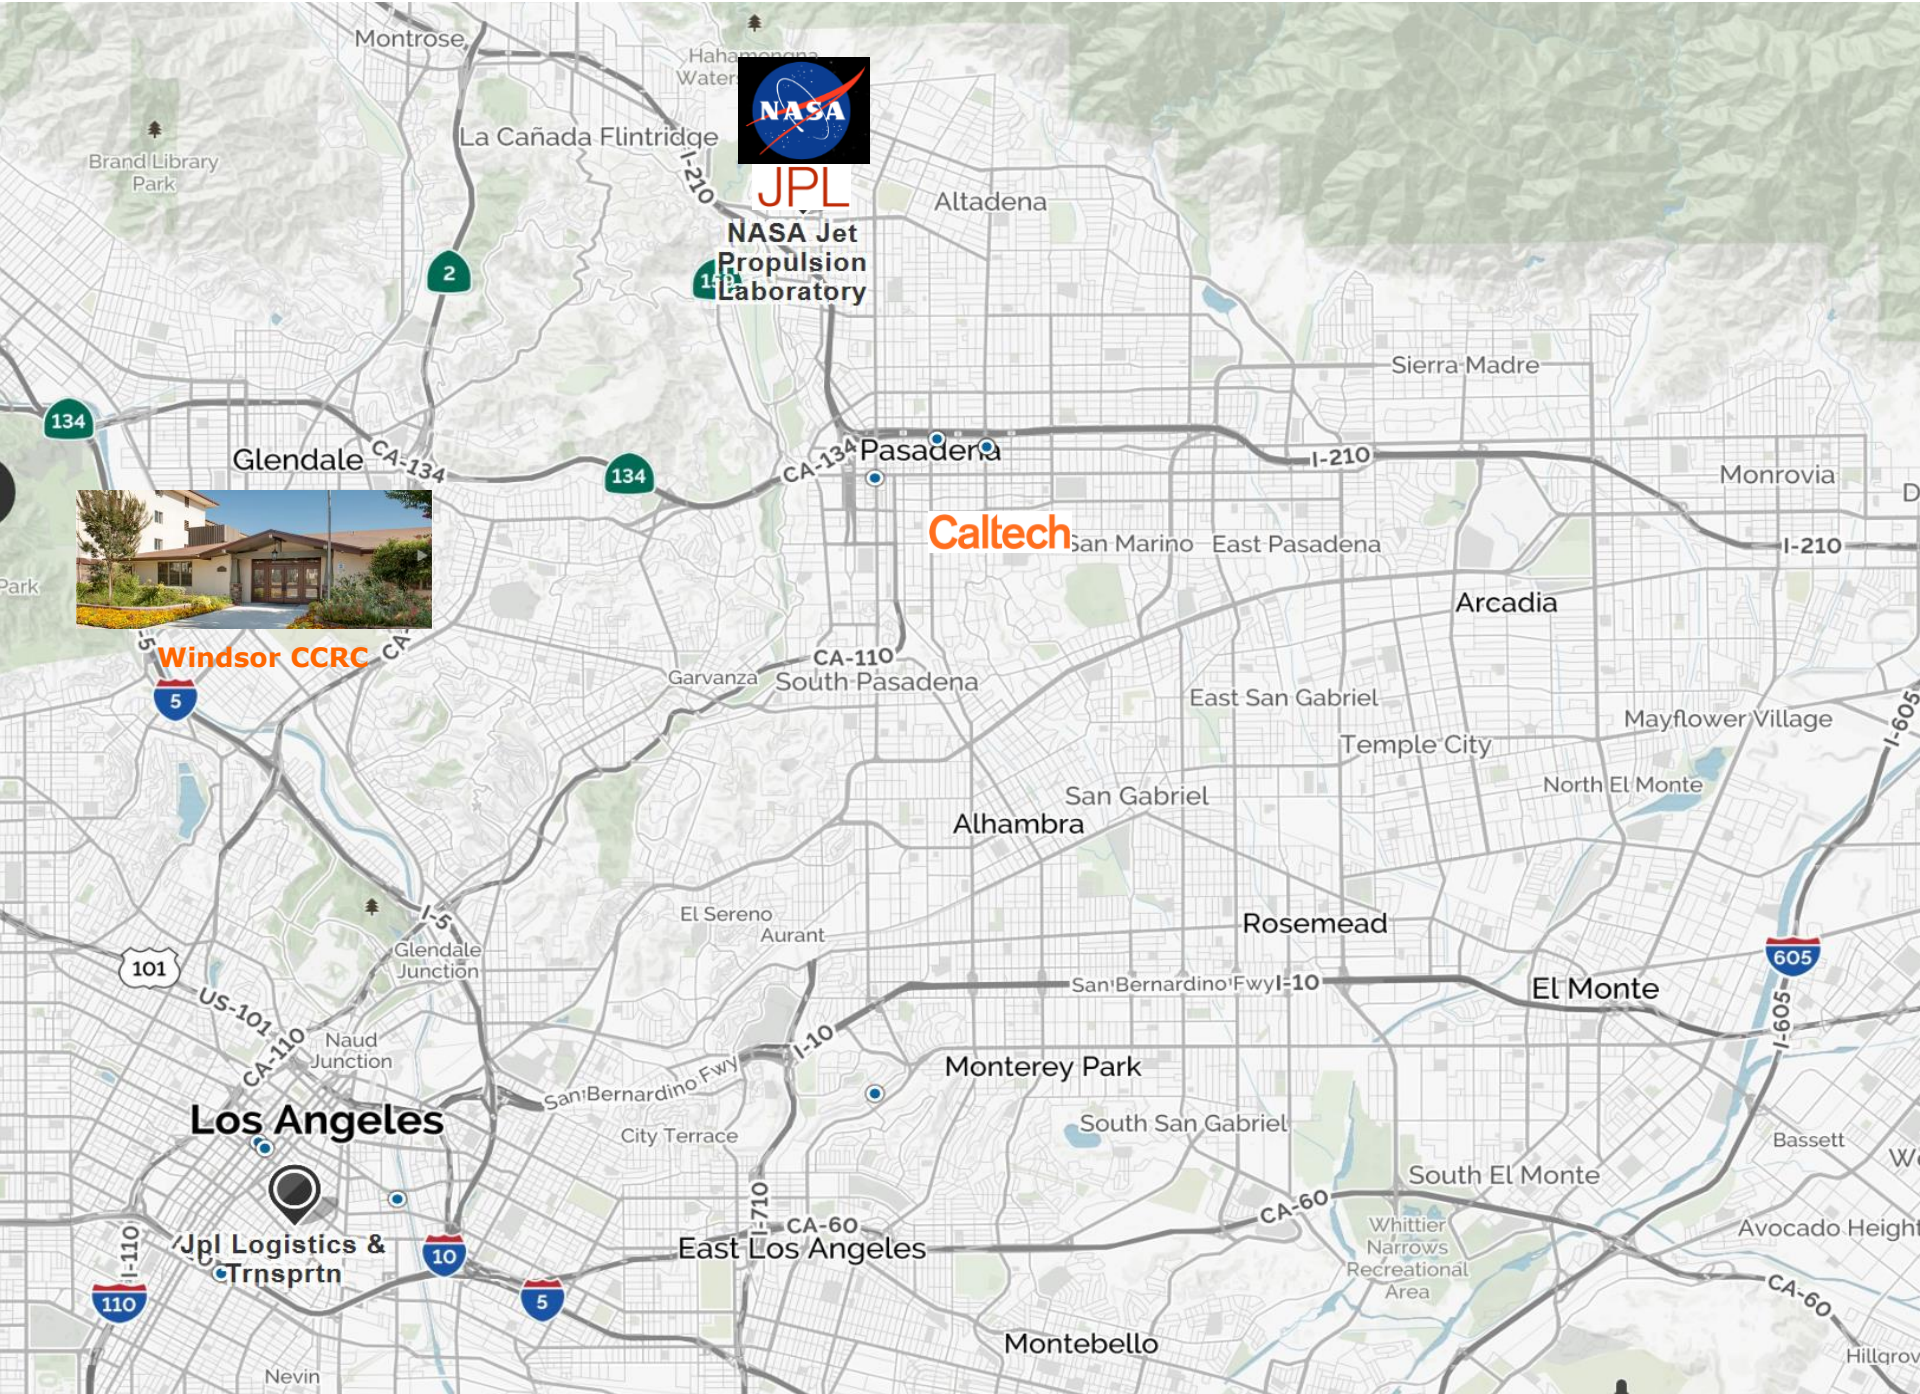 Montrose
Hahamongna
Waters
NASA
La Cañada Flintridge
I-210
Brand Library
Park
JPL
Altadena
NASA Jet
Propulsion
Laboratory
2
Sierra Madre
134
Glendale
CA-134
134
CA-134
Pasadena
I-210
Monrovia
D
Caltech
San Marino
East Pasadena
I-210
Park
Arcadia
5
CA-
Windsor CCRC
CA-110
Garvanza
South Pasadena
5
East San Gabriel
I-605
Mayflower Village
Temple City
North El Monte
San Gabriel
Alhambra
I-5
El Sereno
Aurant
Rosemead
Glendale
Junction
101
605
San Bernardino Fwy
I-10
El Monte
US-101
CA-110
Naud
Junction
I-10
I-605
Monterey Park
San Bernardino Fwy
Los Angeles
City Terrace
South San Gabriel
Bassett
We
South El Monte
I-710
CA-60
CA-60
Whittier
Narrows
Recreational
Area
Avocado Height
I-110
Jpl Logistics &
Trnsprtn
10
East Los Angeles
110
5
CA-60
Montebello
Hillgrov
Nevin